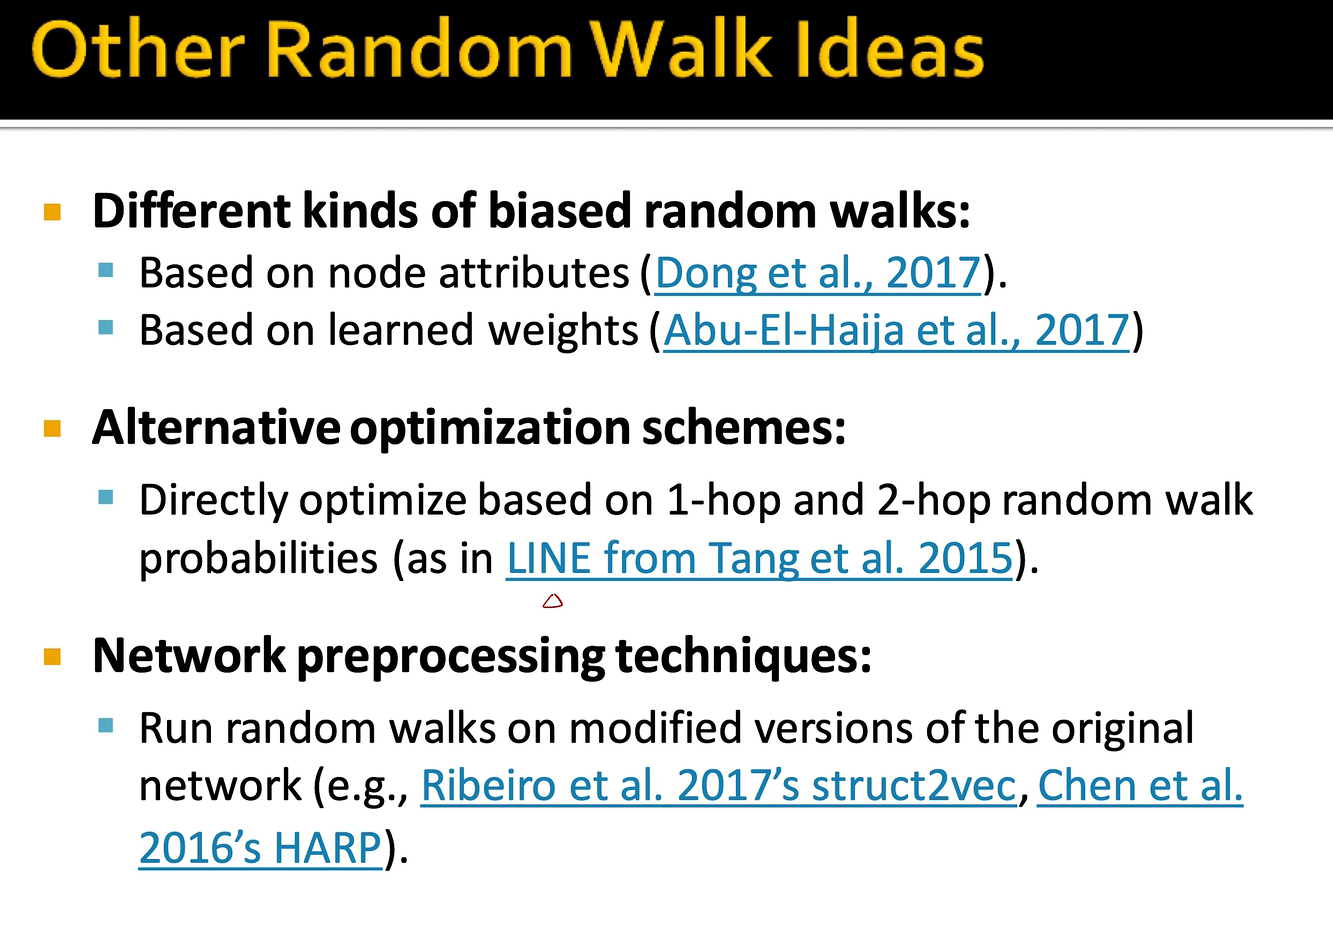 Other Random Walk Ideas
Different kinds of biased random walks:
Based on node attributes (Dong et al., 2017).
Based on learned weights (Abu-El-Haija et al., 2017)
Alternative optimization schemes:
Directly optimize based on 1-hop and 2-hop random walk
probabilities (as in LINE from Tang et al. 2015).
Network preprocessing techniques:
Run random walks on modified versions of the original
network (e.g., Ribeiro et al. 2017’s struct2vec, Chen et al.
2016’s HARP).